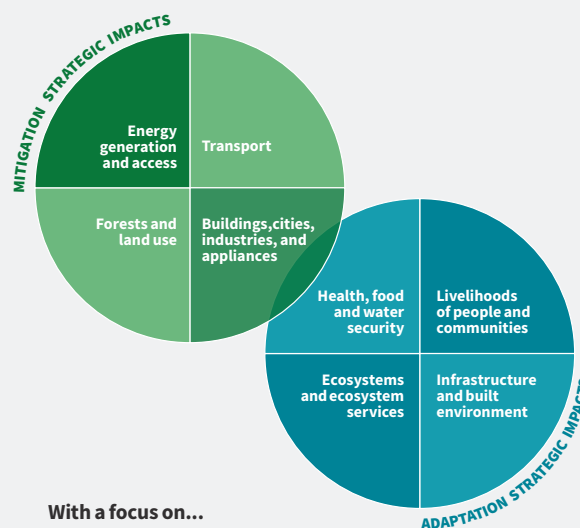 MITIGATION STRATEGIC IMPACTS
Energy
generation
and access
Transport
Forests and
land use
Buildings,cities,
industries, and
appliances
Health, food
and water
security
Livelihoods
of people and
communities
Ecosystems
and ecosystem
services
Infrastructure
and built
environment
ADAPTATION STRATEGIC IMPACTS
With a focus on...